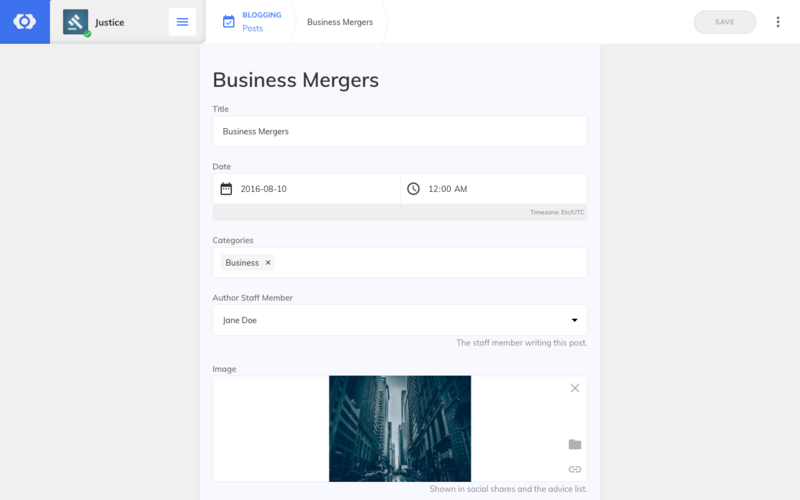 Justice
BLOGGING
Posts
Business Mergers
SAVE
Business Mergers
Title
Business Mergers
Date
2016-08-10
12:00 AM
Timezone: Etc/UTC
Categories
Business ×
Author Staff Member
Jane Doe
The staff member writing this post.
Image
Shown in social shares and the advice list.